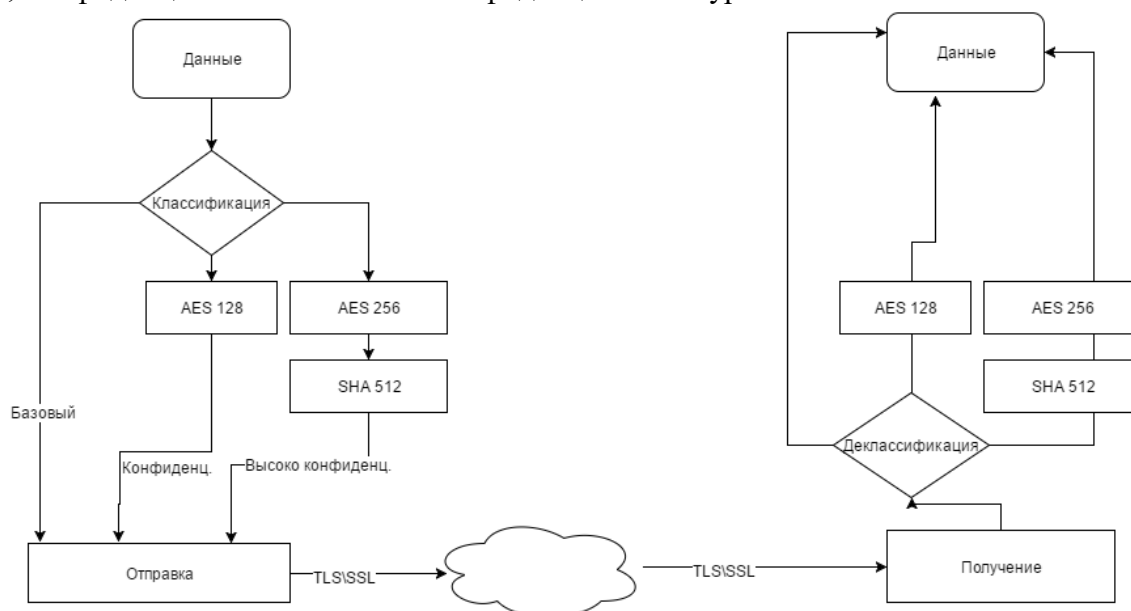 Данные
Данные
Классификация
AES 128
AES 256
AES 128
AES 256
SHA 512
SHA 512
Базовый
Деклассификация
Конфиденц.
Высоко конфиденц.
Отправка
TLS\SSL
TLS\SSL
Получение